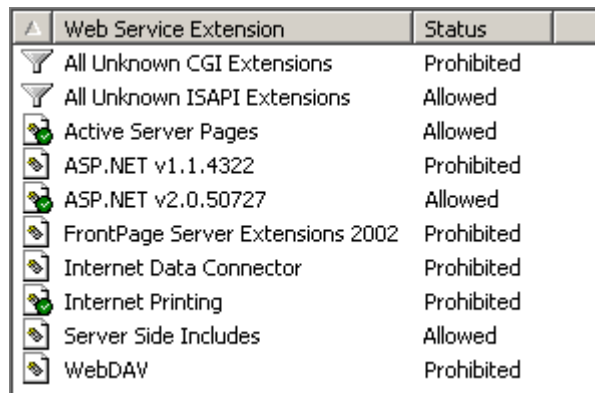 Web Service Extension Status
All Unknown CGI Extensions Prohibited
All Unknown ISAPI Extensions Allowed
Active Server Pages Allowed
ASP.NET v1.1.4322 Prohibited
ASP.NET v2.0.50727 Allowed
FrontPage Server Extensions 2002 Prohibited
Internet Data Connector Prohibited
Internet Printing Prohibited
Server Side Includes Allowed
WebDAV Prohibited